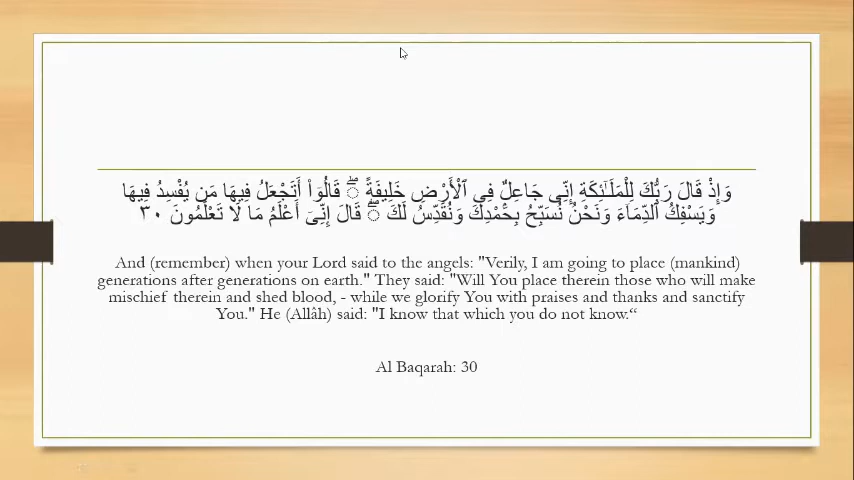 وَإِذْ قَالَ رَبُّكَ لِلْمَلَـٰٓئِكَةِ إِنِّى جَاعِلٌ فِى ٱلْأَرْضِ خَلِيفَةً ۖ قَالُوٓا۟ أَتَجْعَلُ فِيهَا مَن يُفْسِدُ فِيهَا
وَيَسْفِكُ ٱلدِّمَآءَ وَنَحْنُ نُسَبِّحُ بِحَمْدِكَ وَنُقَدِّسُ لَكَ ۖ قَالَ إِنِّىٓ أَعْلَمُ مَا لَا تَعْلَمُونَ ٣٠
And (remember) when your Lord said to the angels: "Verily, I am going to place (mankind)
generations after generations on earth." They said: "Will You place therein those who will make
mischief therein and shed blood, - while we glorify You with praises and thanks and sanctify
You." He (Allâh) said: "I know that which you do not know.“
Al Baqarah: 30